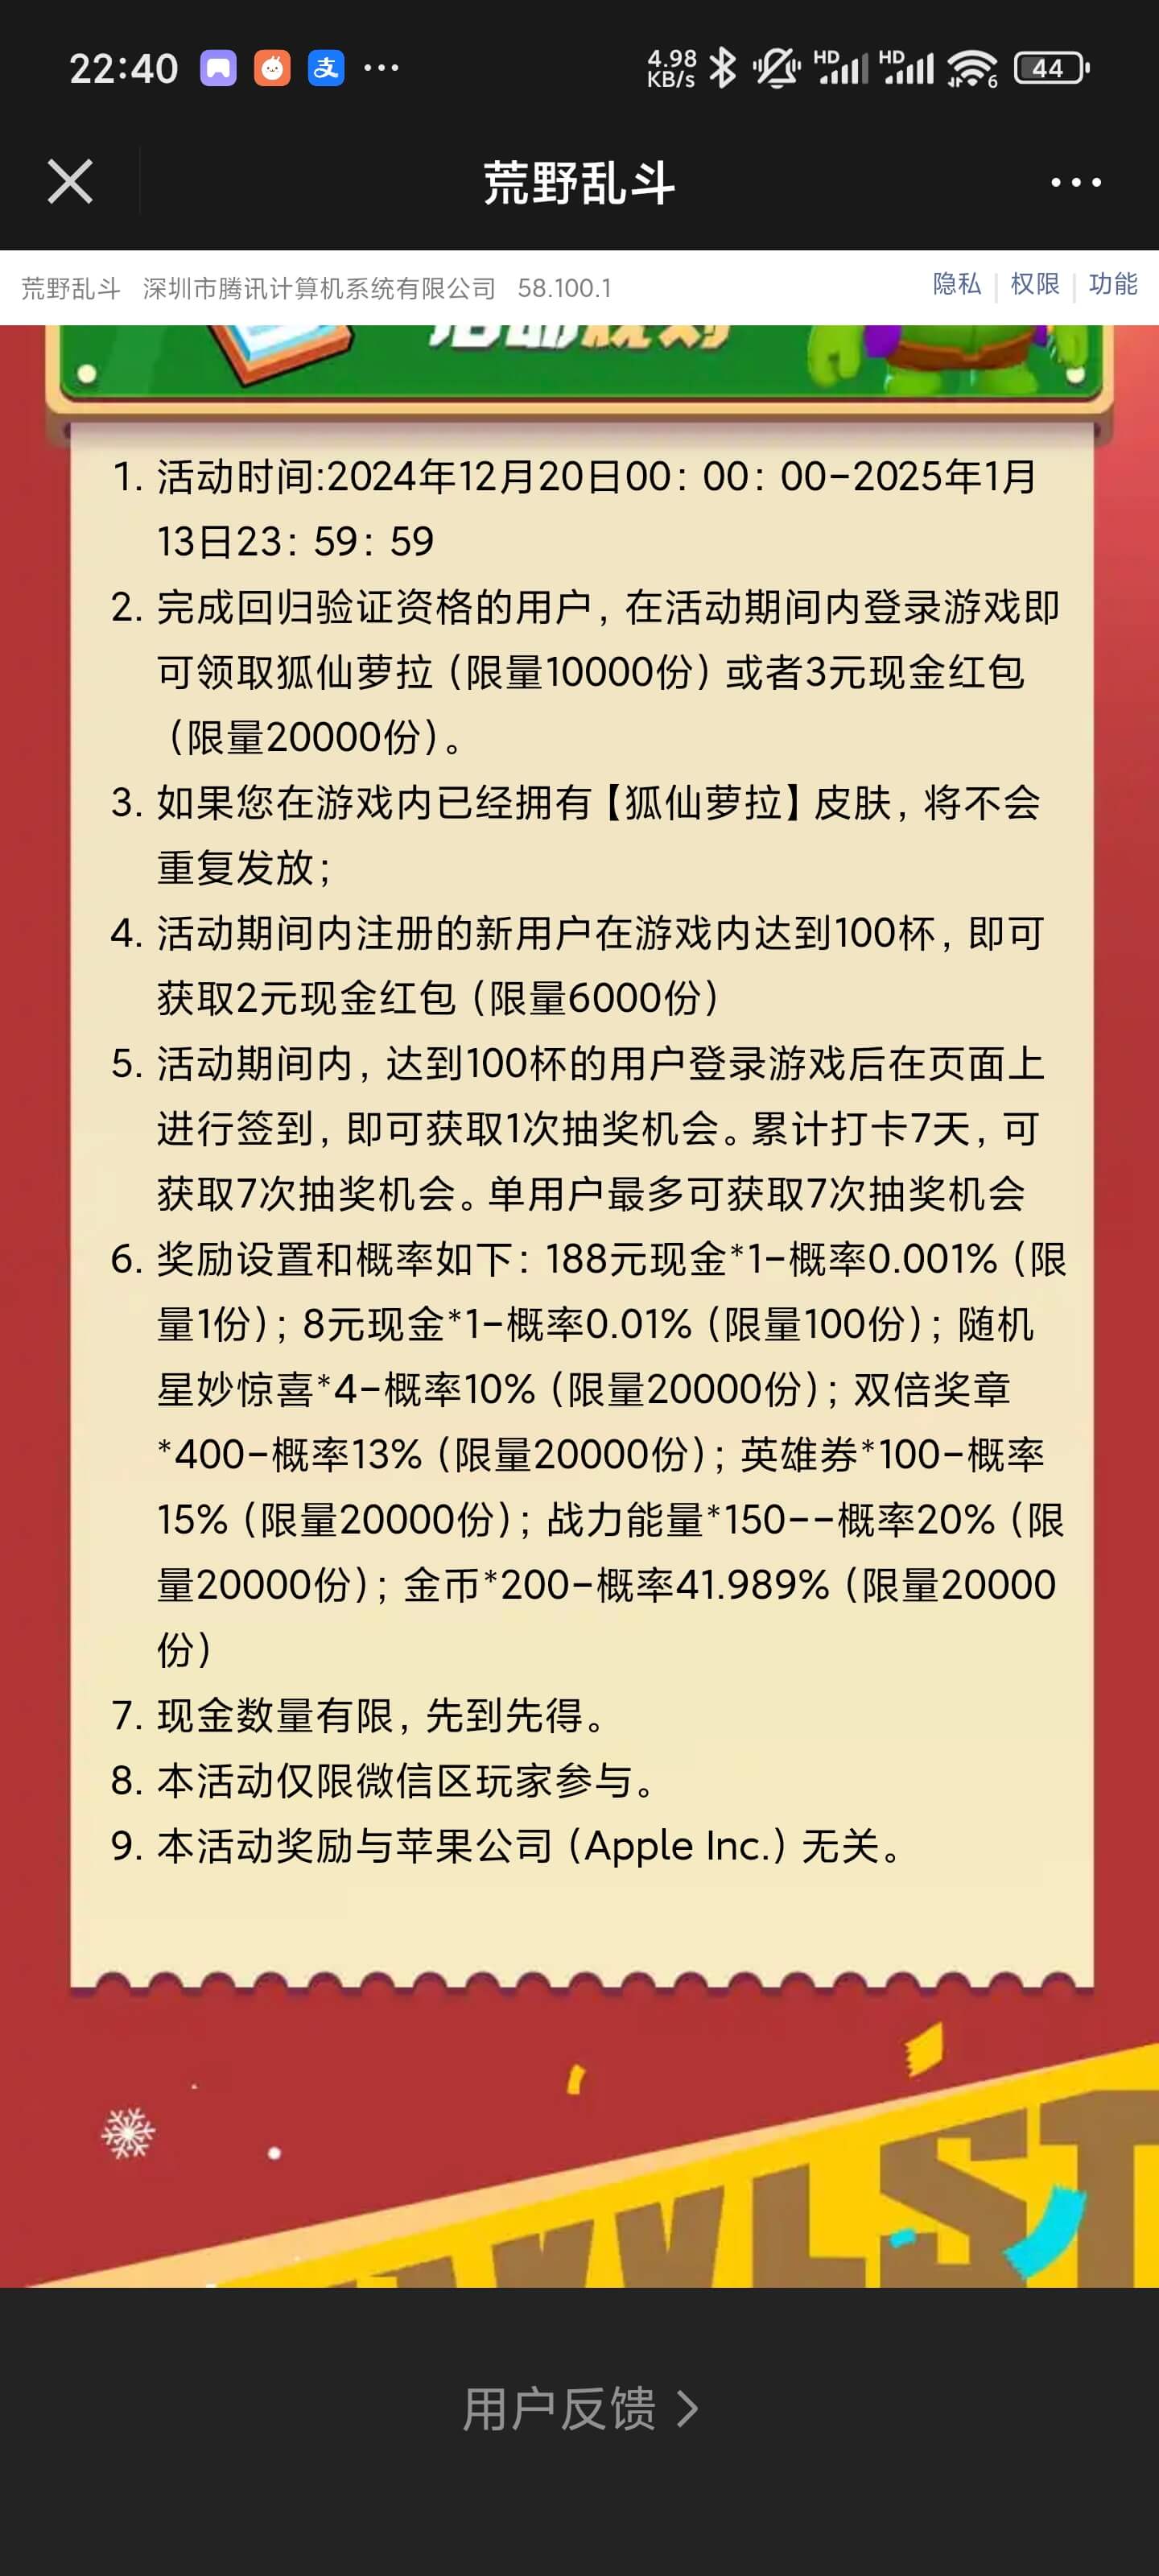 22:40
4.98
KB/s
HD
HD
6
44
荒野乱斗
荒野乱斗 深圳市腾讯计算机系统有限公司 58.100.1
隐私 | 权限 | 功能
活动规则
1. 活动时间:2024年12月20日00：00：00-2025年1月
13日23：59：59
2. 完成回归验证资格的用户，在活动期间内登录游戏即
可领取狐仙萝拉（限量10000份）或者3元现金红包
（限量20000份）。
3. 如果您在游戏内已经拥有【狐仙萝拉】皮肤，将不会
重复发放；
4. 活动期间内注册的新用户在游戏内达到100杯，即可
获取2元现金红包（限量6000份）
5. 活动期间内，达到100杯的用户登录游戏后在页面上
进行签到，即可获取1次抽奖机会。累计打卡7天，可
获取7次抽奖机会。单用户最多可获取7次抽奖机会
6. 奖励设置和概率如下：188元现金*1-概率0.001%（限
量1份）；8元现金*1-概率0.01%（限量100份）；随机
星妙惊喜*4-概率10%（限量20000份）；双倍奖章
*400-概率13%（限量20000份）；英雄券*100-概率
15%（限量20000份）；战力能量*150--概率20%（限
量20000份）；金币*200-概率41.989%（限量20000
份）
7. 现金数量有限，先到先得。
8. 本活动仅限微信区玩家参与。
9. 本活动奖励与苹果公司（Apple Inc.）无关。
用户反馈 >